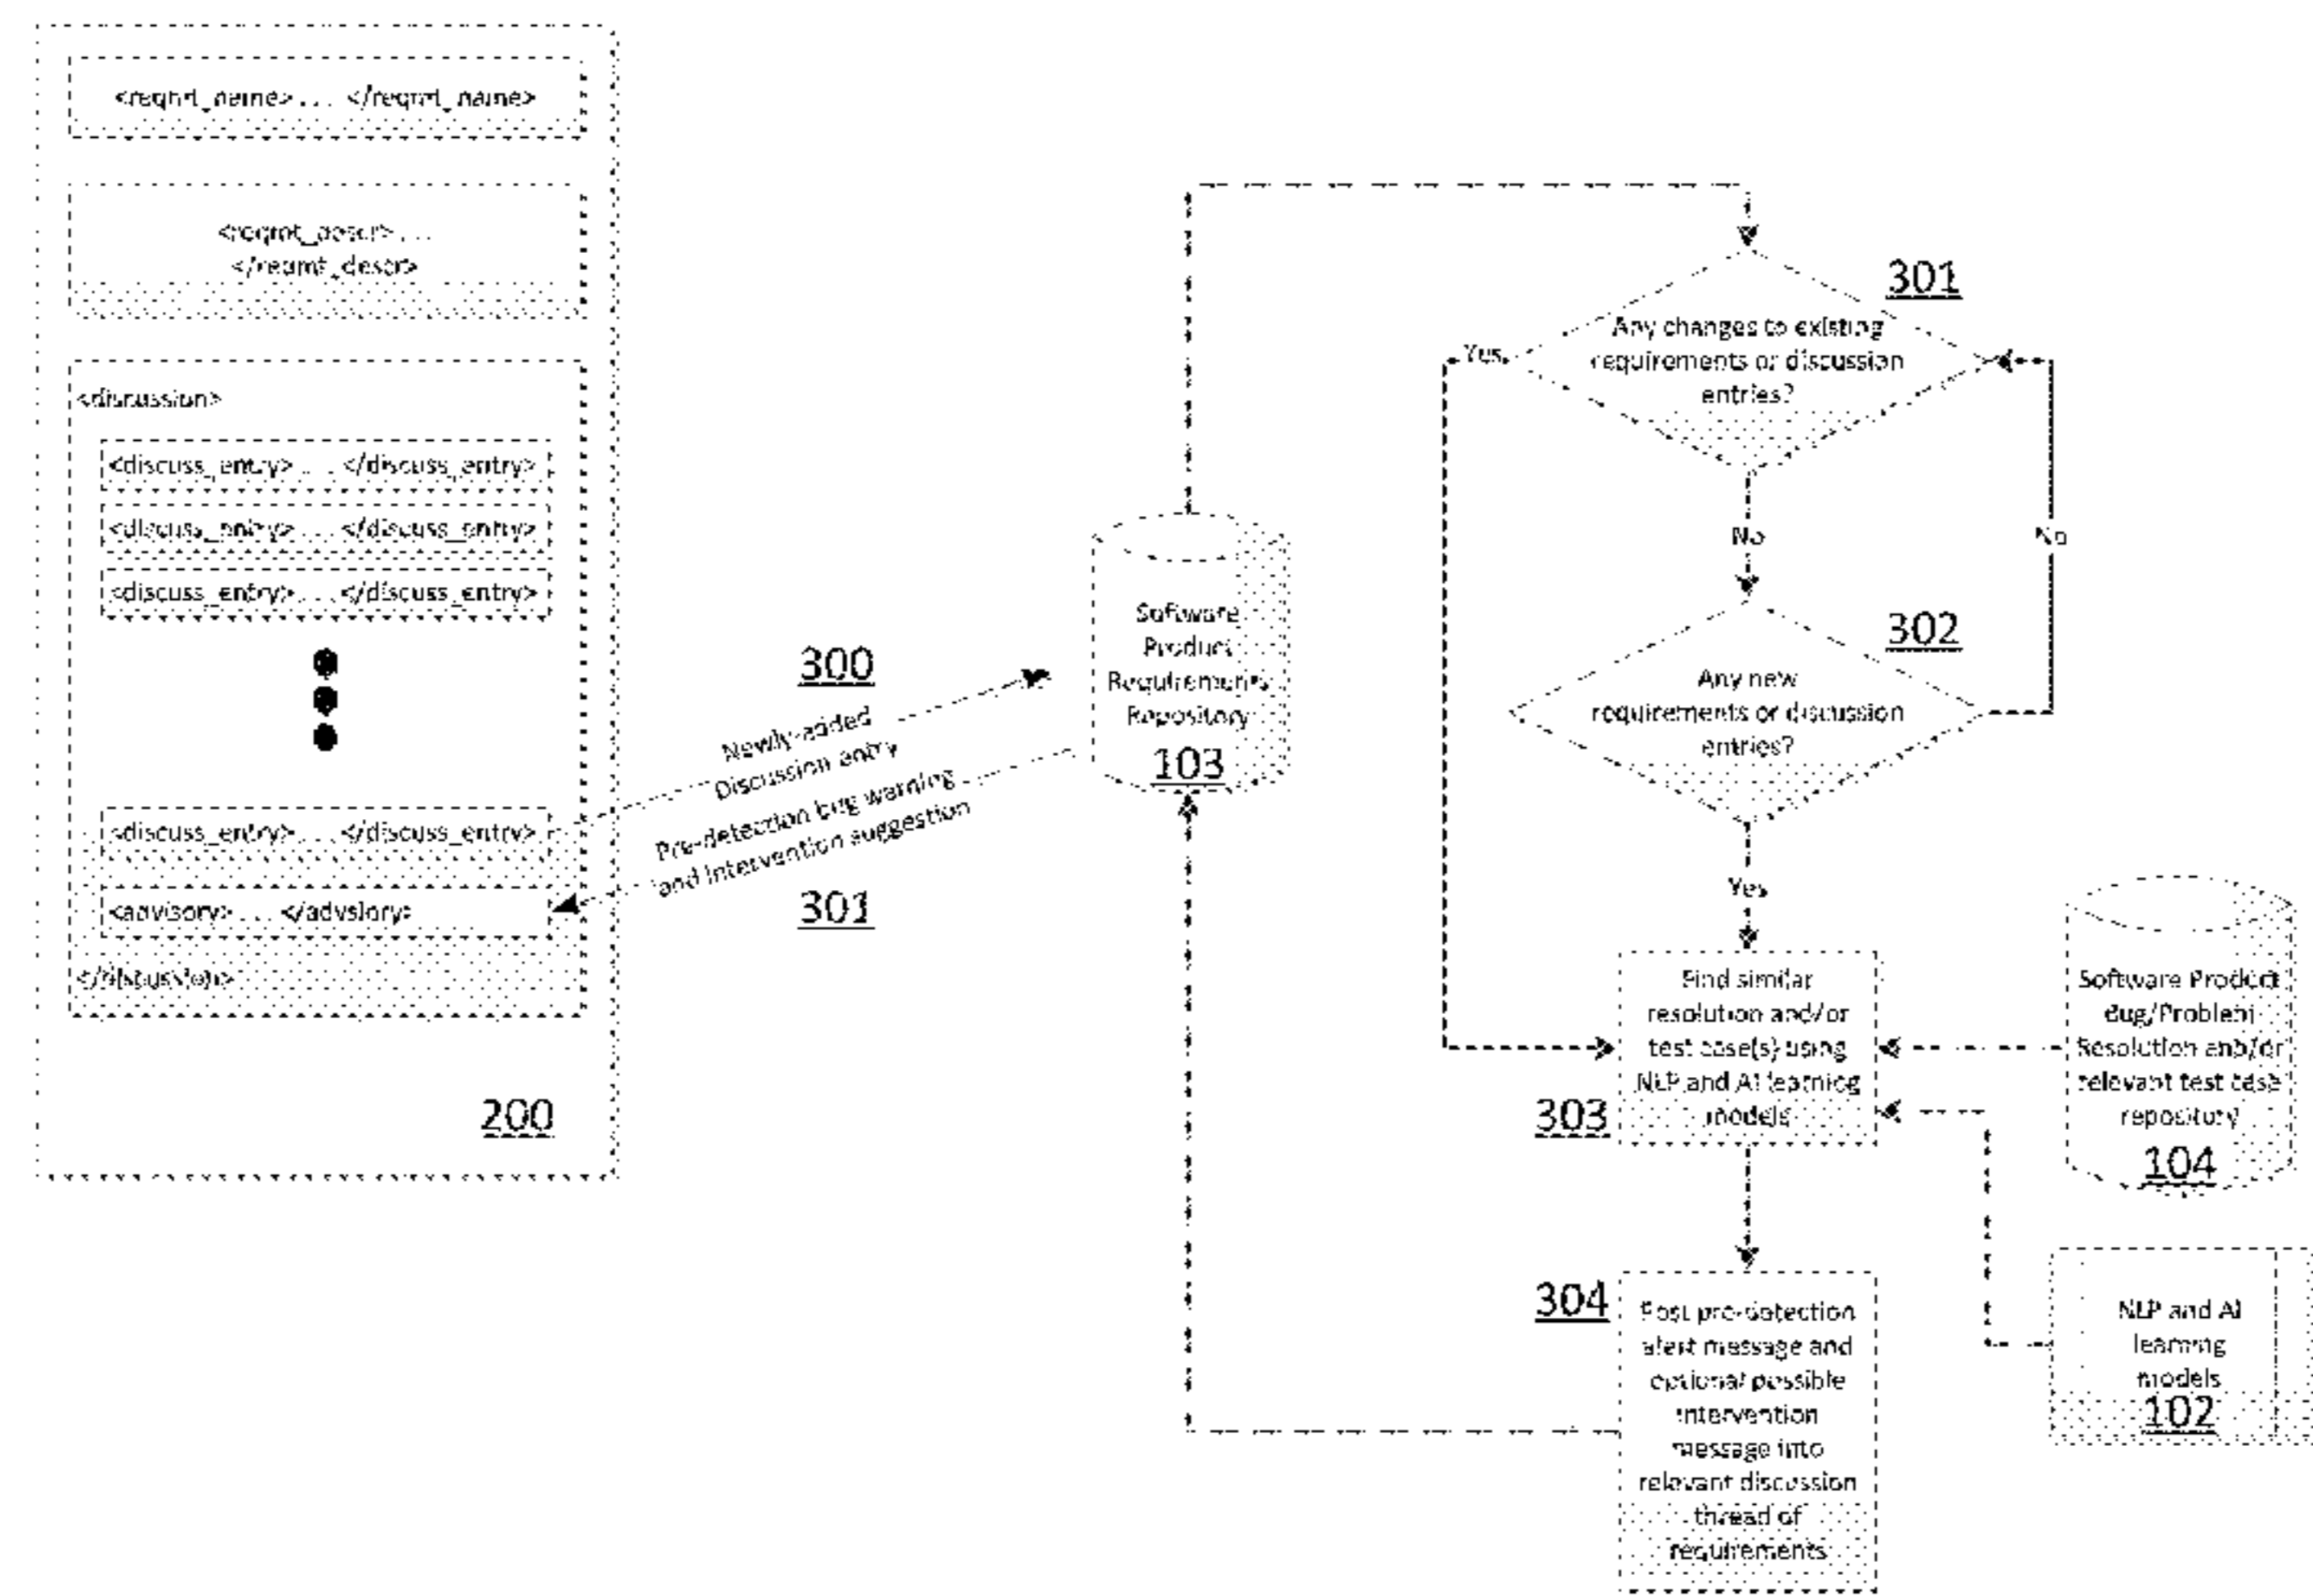 <reqmt_name> . . . </reqmt_name>
<reqmt_descr> . . .
</reqmt_descr>
<discussion>
<discuss_entry> . . . </discuss_entry>
<discuss_entry> . . . </discuss_entry>
<discuss_entry> . . . </discuss_entry>
<discuss_entry> . . . </discuss_entry>
<advisory> . . . </advsiory>
</discussion>
200
300
Newly-added
Discussion entry
Pre-detection bug warning
and Intervention suggestion
301
Software
Product
Requirements
Repository
103
301
Any changes to existing
requirements or discussion
entries?
Yes
No
No
302
Any new
requirements or discussion
entries?
Yes
Find similar
resolution and/or
test case(s) using
NLP and AI learning
models
303
Software Product
Bug/Problem
Resolution and/or
relevant test case
repository
104
304
Post pre-detection
alert message and
optional possible
intervention
message into
relevant discussion
thread of
requirements
NLP and AI
learning
models
102